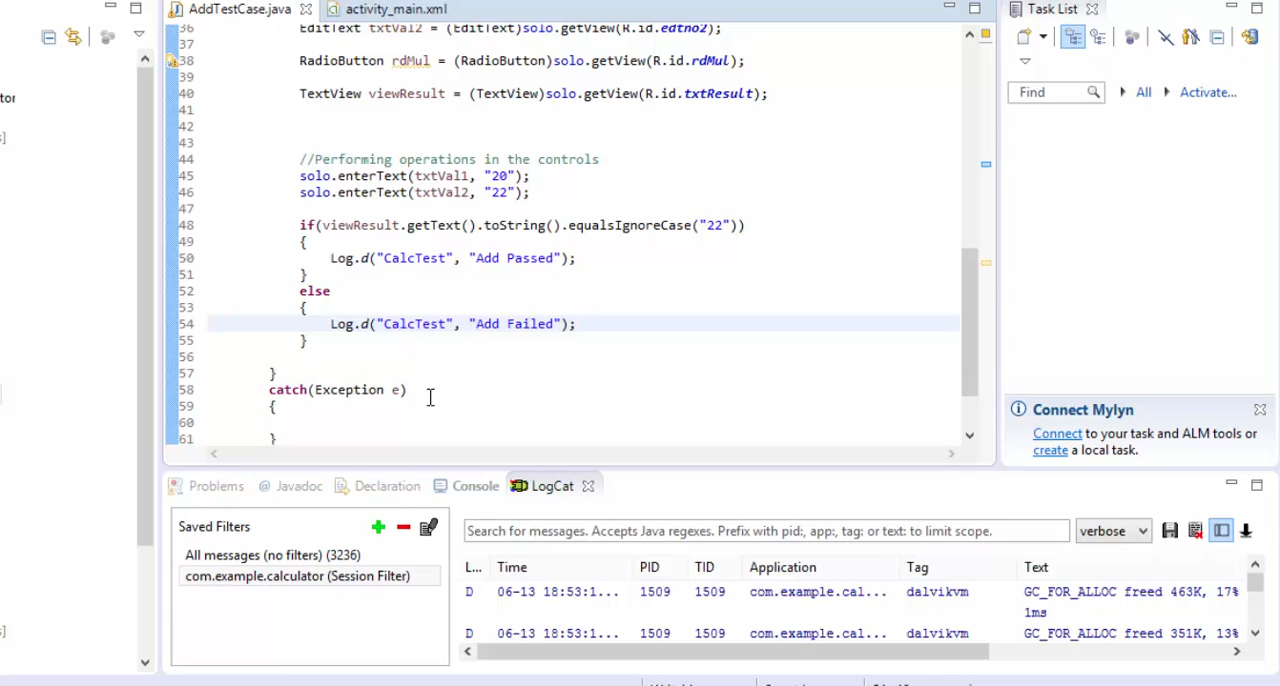 AddTestCase.java
activity_main.xml
Task List
36 EditText txtVal2 = (EditText)solo.getView(R.id.edtno2);
37
38 RadioButton rdMul = (RadioButton)solo.getView(R.id.rdMul);
39
40 TextView viewResult = (TextView)solo.getView(R.id.txtResult);
41
42
43
44 //Performing operations in the controls
45 solo.enterText(txtVal1, "20");
46 solo.enterText(txtVal2, "22");
47
48 if(viewResult.getText().toString().equalsIgnoreCase("22"))
49 {
50 Log.d("CalcTest", "Add Passed");
51 }
52 else
53 {
54 Log.d("CalcTest", "Add Failed");
55 }
56
57 }
58 catch(Exception e)
59 {
60
61 }
tor
s]
s]
Find All Activate...
Connect Mylyn
Connect to your task and ALM tools or
create a local task.
Problems @ Javadoc Declaration Console LogCat
Saved Filters
All messages (no filters) (3236)
com.example.calculator (Session Filter)
Search for messages. Accepts Java regexes. Prefix with pid:, app:, tag: or text: to limit scope.
verbose
L... Time PID TID Application Tag Text
D 06-13 18:53:1... 1509 1509 com.example.cal... dalvikvm GC_FOR_ALLOC freed 463K, 17%
1ms
D 06-13 18:53:1... 1509 1509 com.example.cal... dalvikvm GC_FOR_ALLOC freed 351K, 13%